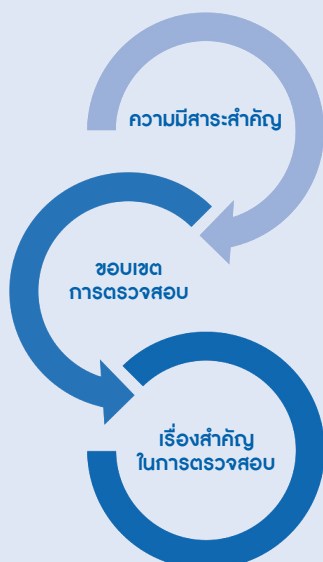 ความมีสาระสำคัญ
ขอบเขต
การตรวจสอบ
เรื่องสำคัญ
ในการตรวจสอบ